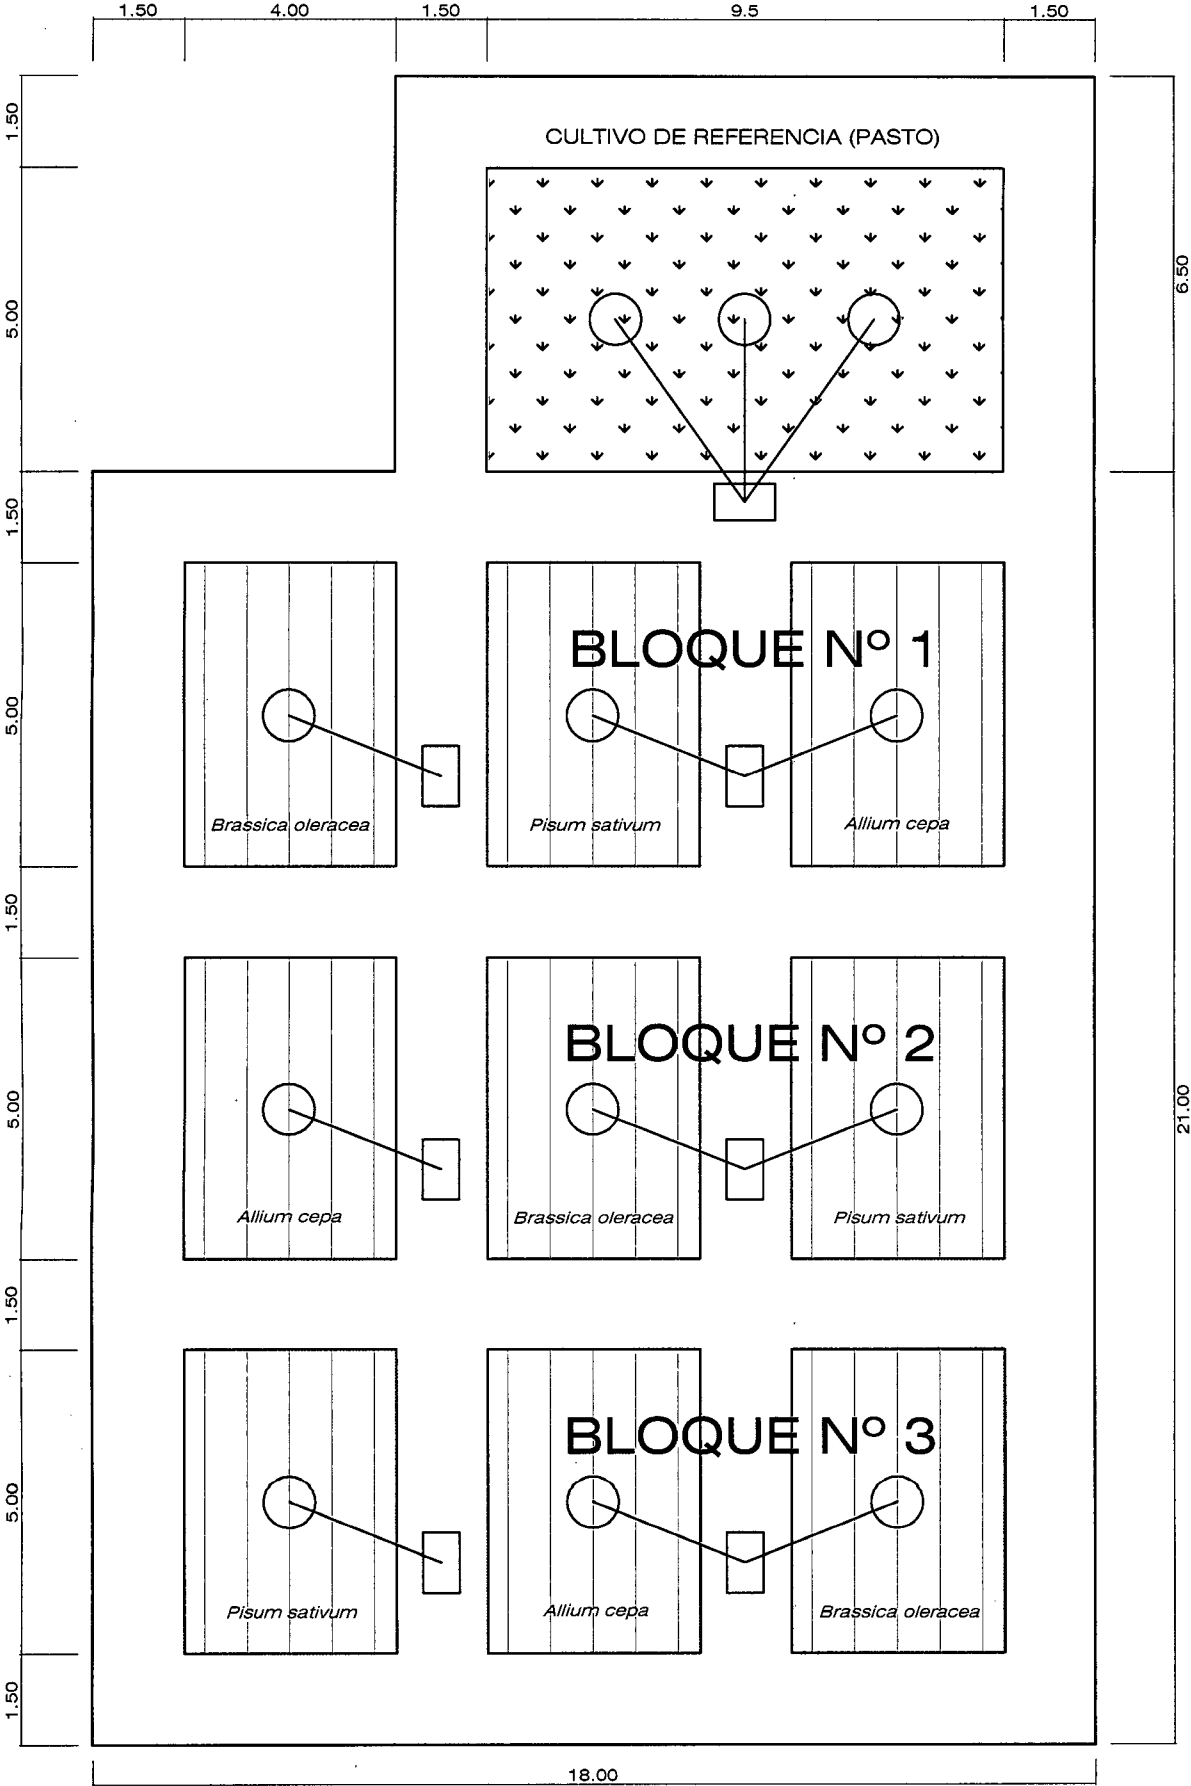 1.50 4.00 1.50 9.5 1.50
1.50
CULTIVO DE REFERENCIA (PASTO)
6.50
5.00
1.50
BLOQUE Nº 1
5.00
Brassica oleracea Pisum sativum Allium cepa
1.50
BLOQUE Nº 2
5.00
21.00
Allium cepa Brassica oleracea Pisum sativum
1.50
BLOQUE Nº 3
5.00
Pisum sativum Allium cepa Brassica oleracea
1.50
18.00